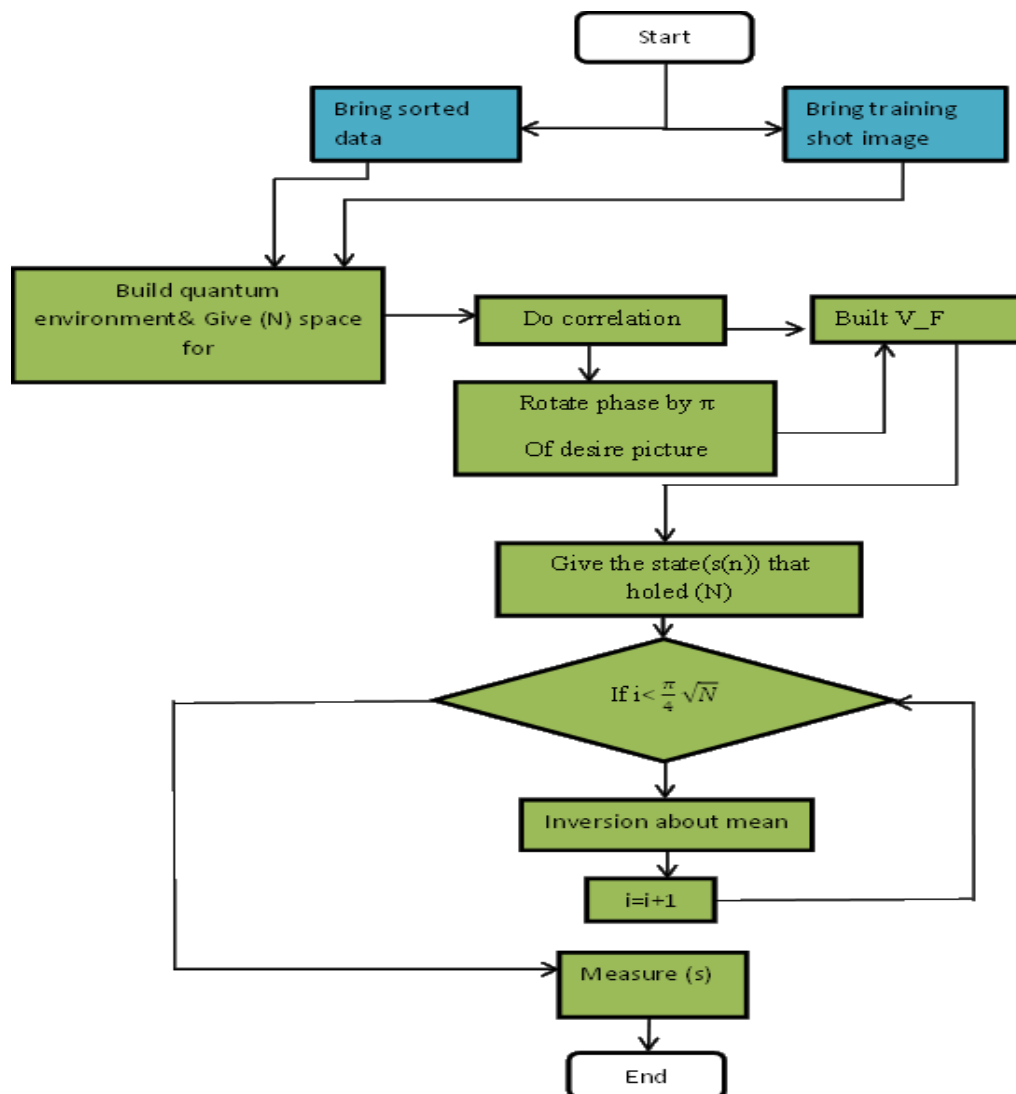 Start
Bring sorted
data
Bring training
shot image
Build quantum
environment& Give (N) space
for
Do correlation
Built V_F
Rotate phase by π
Of desire picture
Give the state(s(n)) that
holed (N)
If i< π/4 √N
Inversion about mean
i=i+1
Measure (s)
End